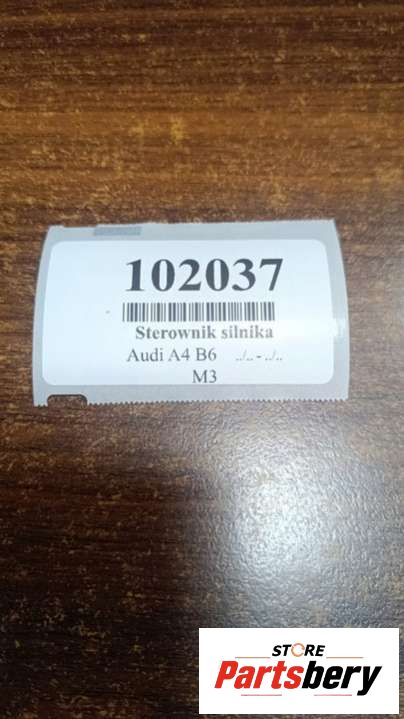 102037
Sterownik silnika
Audi A4 B6 ../.. - ../..
M3
STORE
Partsbery